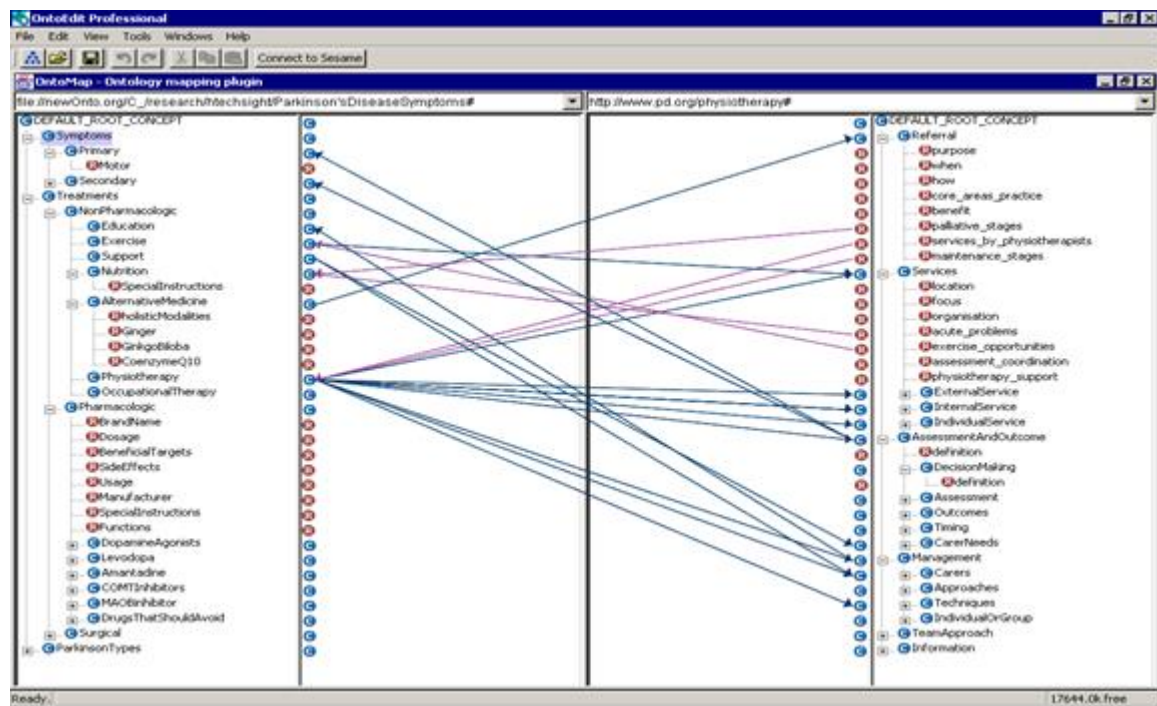 OntoEdit Professional
File Edit View Tools Windows Help
Connect to Sesame
OntoMap - Ontology mapping plugin
file://newOnto.org/C_/research/htechsight/Parkinson'sDiseaseSymptoms#
http://www.pd.org/physiotherapy#
DEFAULT_ROOT_CONCEPT
Symptoms
Primary
Motor
Secondary
Treatments
NonPharmacologic
Education
Exercise
Support
Nutrition
SpecialInstructions
AlternativeMedicine
holisticModalities
Ginger
GinkgoBiloba
CoenzymeQ10
Physiotherapy
OccupationalTherapy
Pharmacologic
BrandName
Dosage
BeneficialTargets
SideEffects
Usage
Manufacturer
SpecialInstructions
Functions
DopamineAgonists
Levodopa
Amantadine
COMTInhibitors
MAOBinhibitor
DrugsThatShouldAvoid
Surgical
ParkinsonTypes
DEFAULT_ROOT_CONCEPT
Referral
purpose
when
how
core_areas_practice
benefit
palliative_stages
services_by_physiotherapists
maintenance_stages
Services
location
focus
organisation
acute_problems
exercise_opportunities
assessment_coordination
physiotherapy_support
ExternalService
InternalService
IndividualService
AssessmentAndOutcome
definition
DecisionMaking
definition
Assessment
Outcomes
Timing
CarerNeeds
Management
Carers
Approaches
Techniques
IndividualOrGroup
TeamApproach
Information
Ready.
17644.0k free